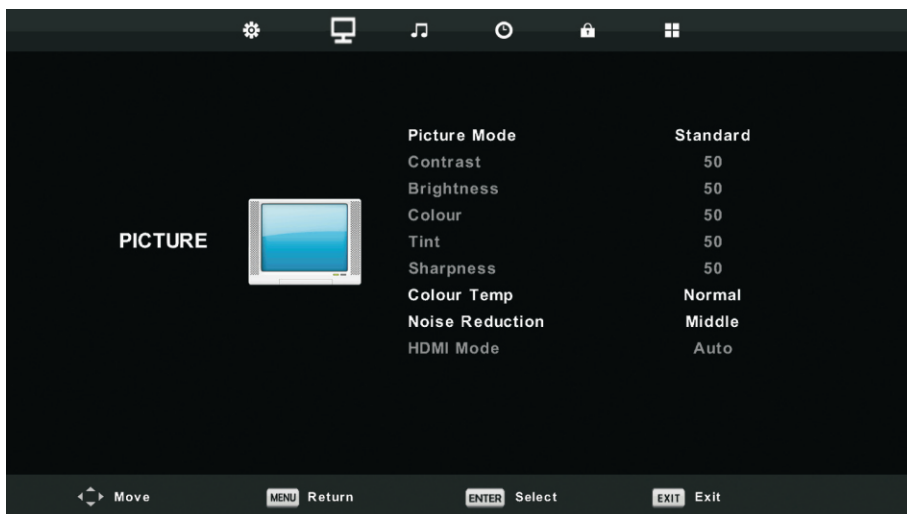 Picture Mode Standard
Contrast 50
Brightness 50
Colour 50
PICTURE
Tint 50
Sharpness 50
Colour Temp Normal
Noise Reduction Middle
HDMI Mode Auto
Move MENU Return ENTER Select EXIT Exit